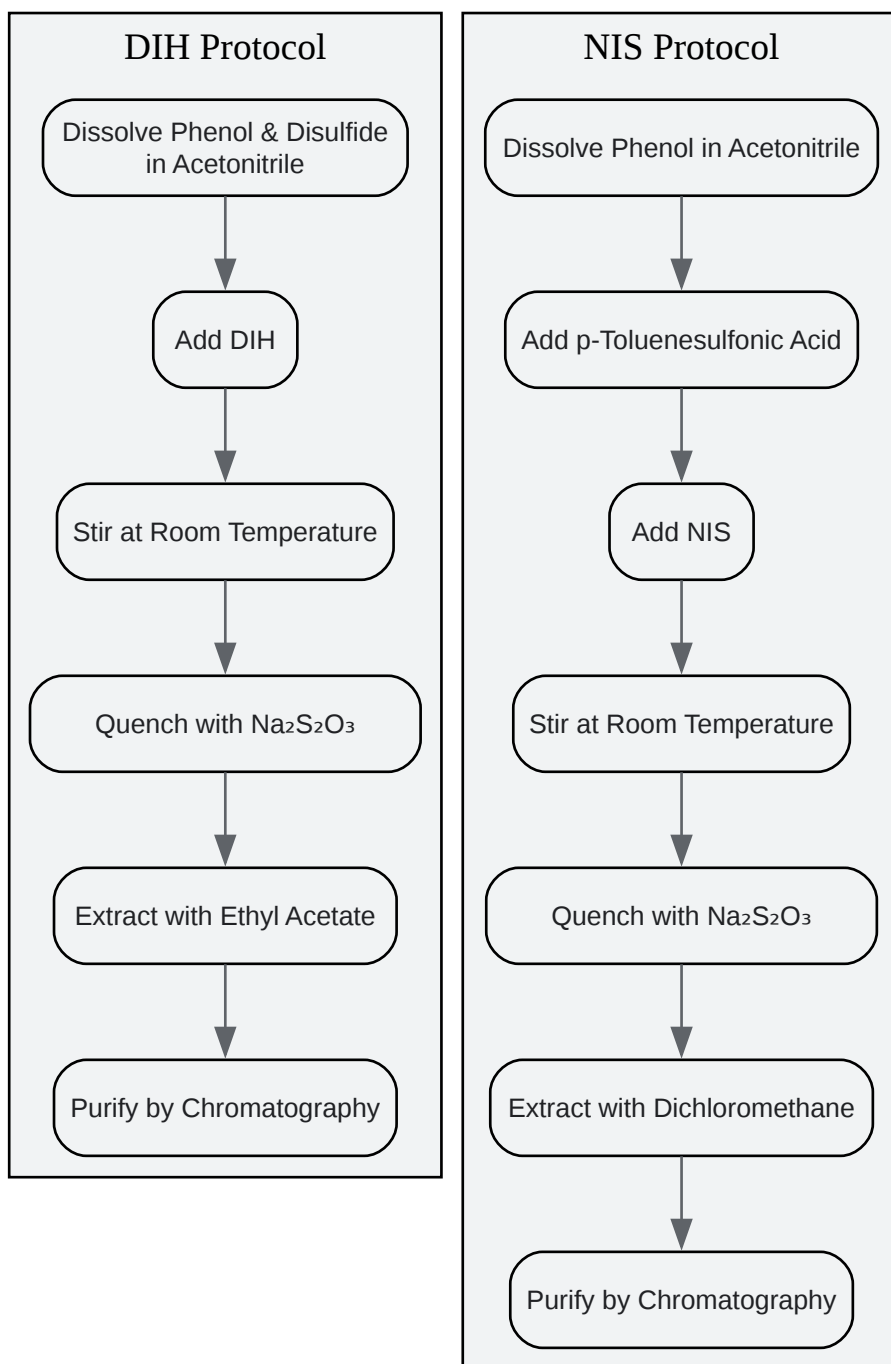 DIH Protocol
Dissolve Phenol & Disulfide
in Acetonitrile
Add DIH
Stir at Room Temperature
Quench with Na₂S₂O₃
Extract with Ethyl Acetate
Purify by Chromatography
NIS Protocol
Dissolve Phenol in Acetonitrile
Add p-Toluenesulfonic Acid
Add NIS
Stir at Room Temperature
Quench with Na₂S₂O₃
Extract with Dichloromethane
Purify by Chromatography